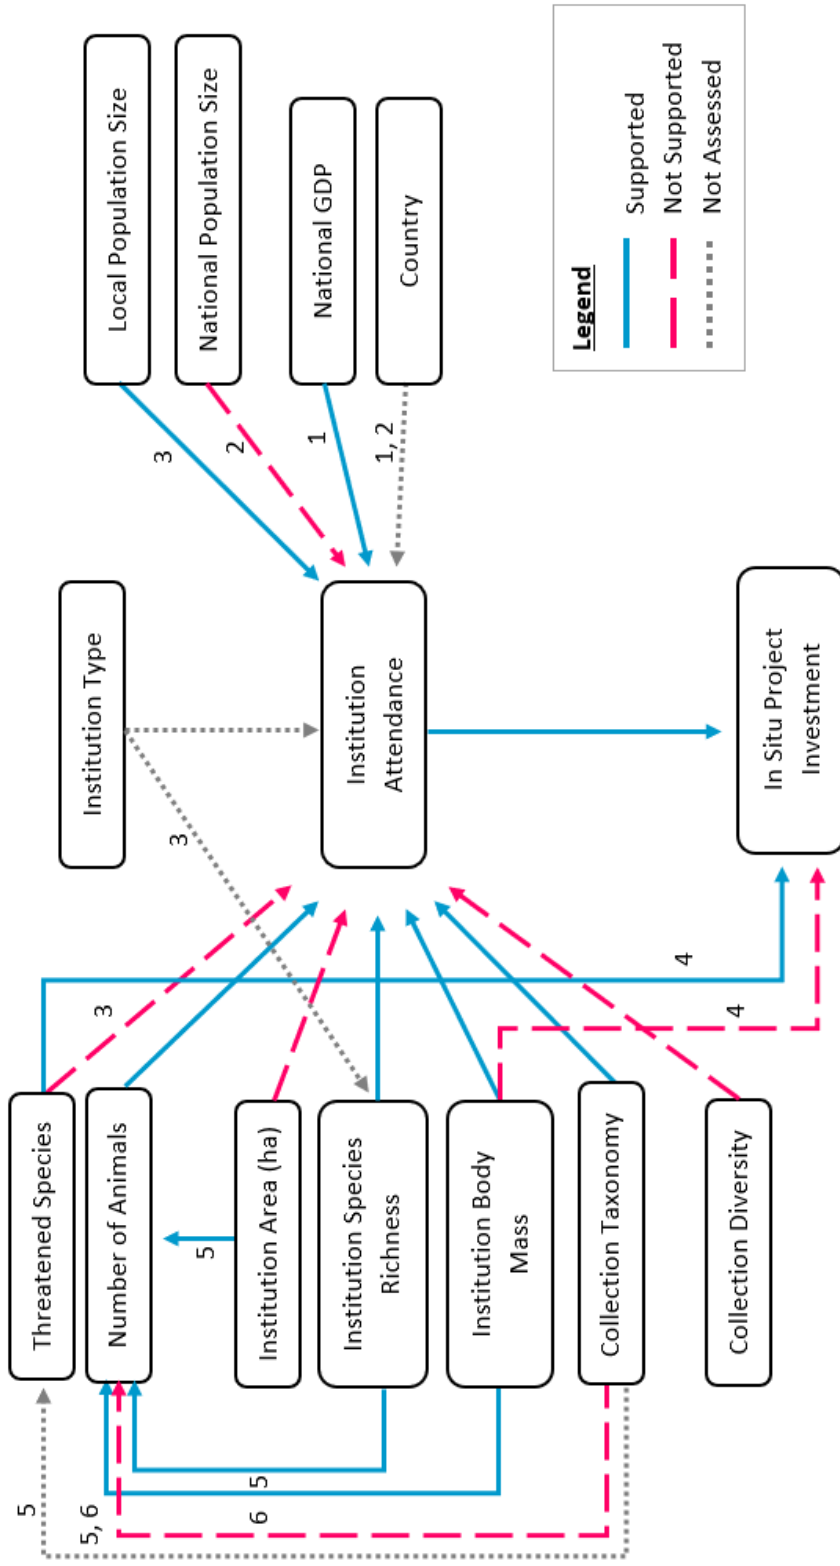 Threatened Species
Number of Animals
Institution Area (ha)
Institution Species
Richness
Institution Body
Mass
Collection Taxonomy
Collection Diversity
Institution Type
Institution
Attendance
In Situ Project
Investment
Local Population Size
National Population Size
National GDP
Country
5
5, 6
6
5
5
3
3
4
4
3
2
1
1, 2
Legend
Supported
Not Supported
Not Assessed